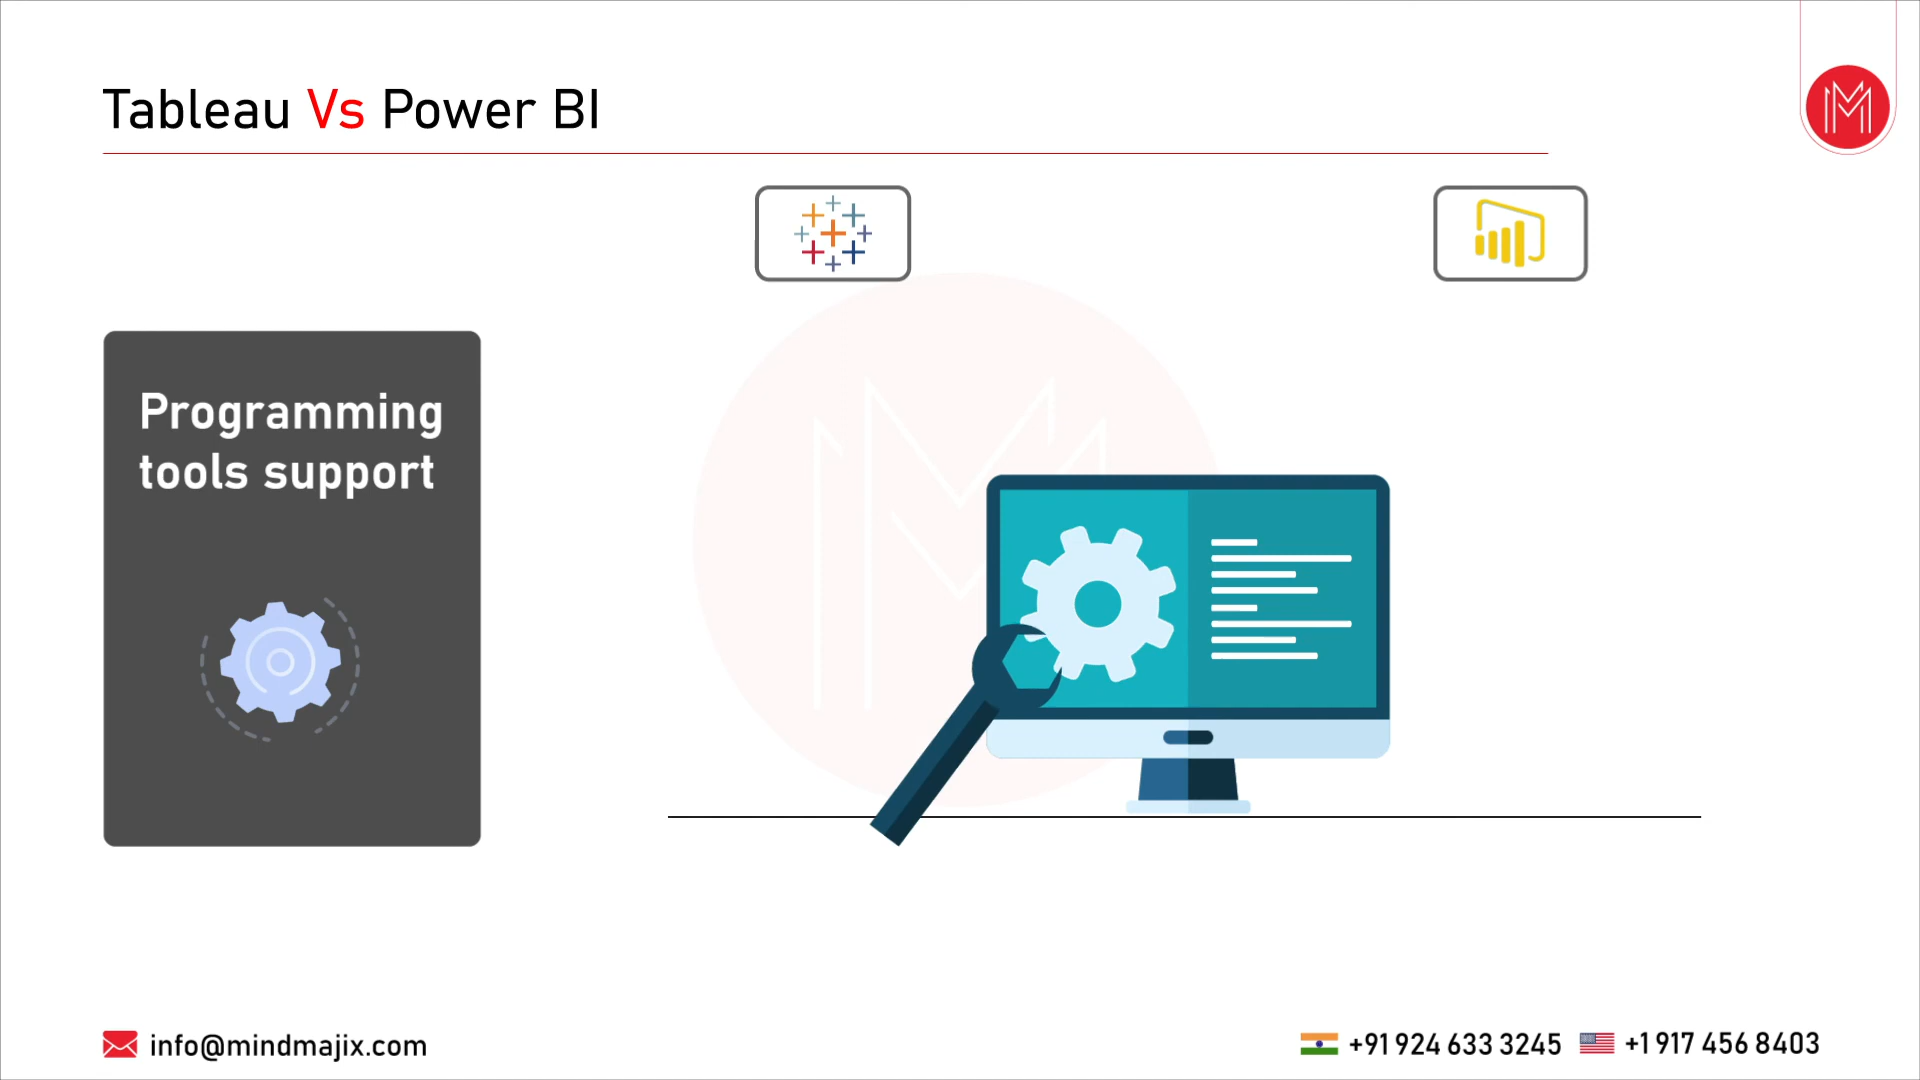 Tableau Vs Power BI
Programming
tools support
info@mindmajix.com
+91 924 633 3245
+1 917 456 8403